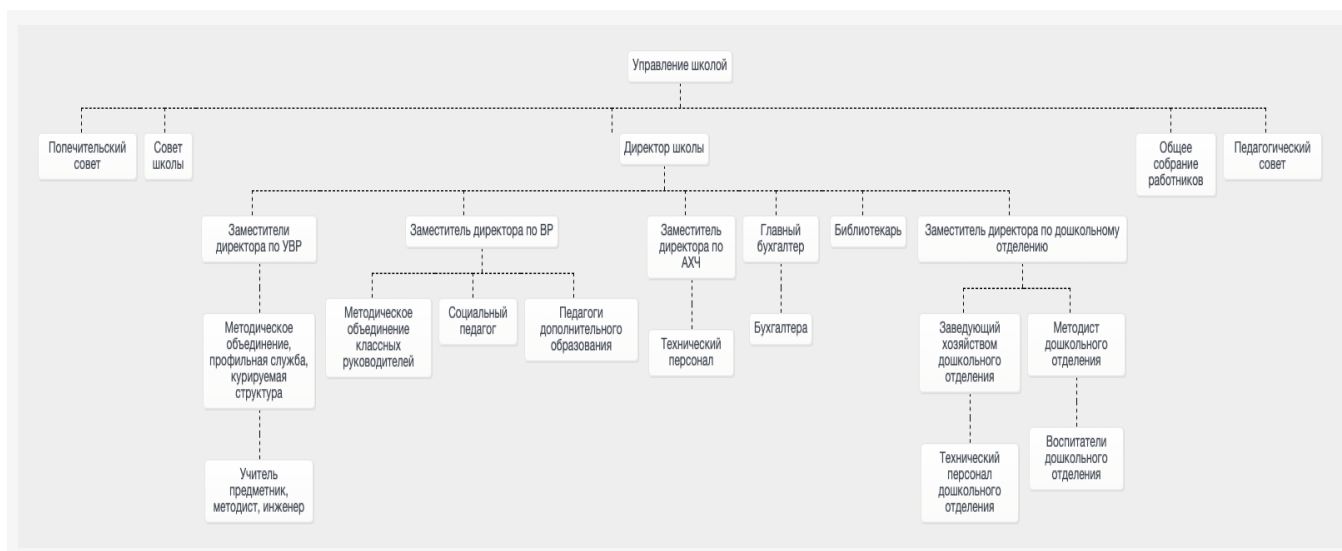 Управление школой
Попечительский
совет
Совет
школы
Директор школы
Общее
собрание
работников
Педагогический
совет
Заместители
директора по УВР
Заместитель директора по ВР
Заместитель
директора по
АХЧ
Главный
бухгалтер
Библиотекарь
Заместитель директора по дошкольному
отделению
Методическое
объединение,
профильная служба,
курируемая
структура
Методическое
объединение
классных
руководителей
Социальный
педагог
Педагоги
дополнительного
образования
Технический
персонал
Бухгалтера
Заведующий
хозяйством
дошкольного
отделения
Методист
дошкольного
отделения
Учитель
предметник,
методист, инженер
Технический
персонал
дошкольного
отделения
Воспитатели
дошкольного
отделения